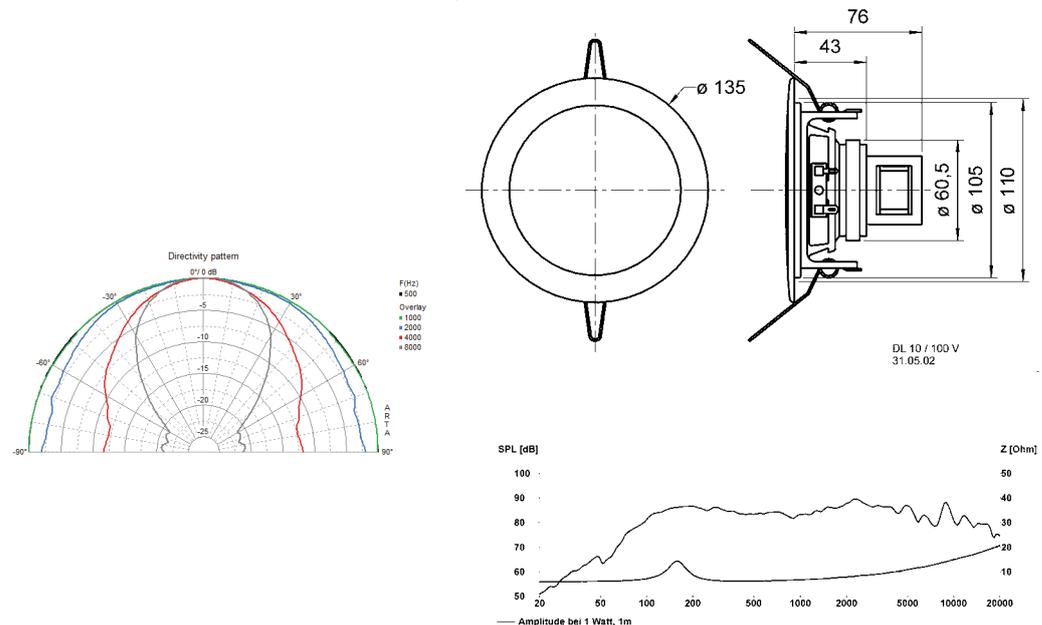 76
43
ø 135
ø 60,5
ø 105
ø 110
DL 10 / 100 V
31.05.02
Directivity pattern
0°/ 0 dB
-30°
30°
-60°
60°
-90°
90°
-5
-10
-15
-20
-25
F(Hz)
500
Overlay
1000
2000
4000
8000
A
R
T
A
SPL [dB]
Z [Ohm]
100
50
90
40
80
30
70
20
60
10
50
20
50
100
200
500
1000
2000
5000
10000
20000
Amplitude bei 1 Watt, 1m